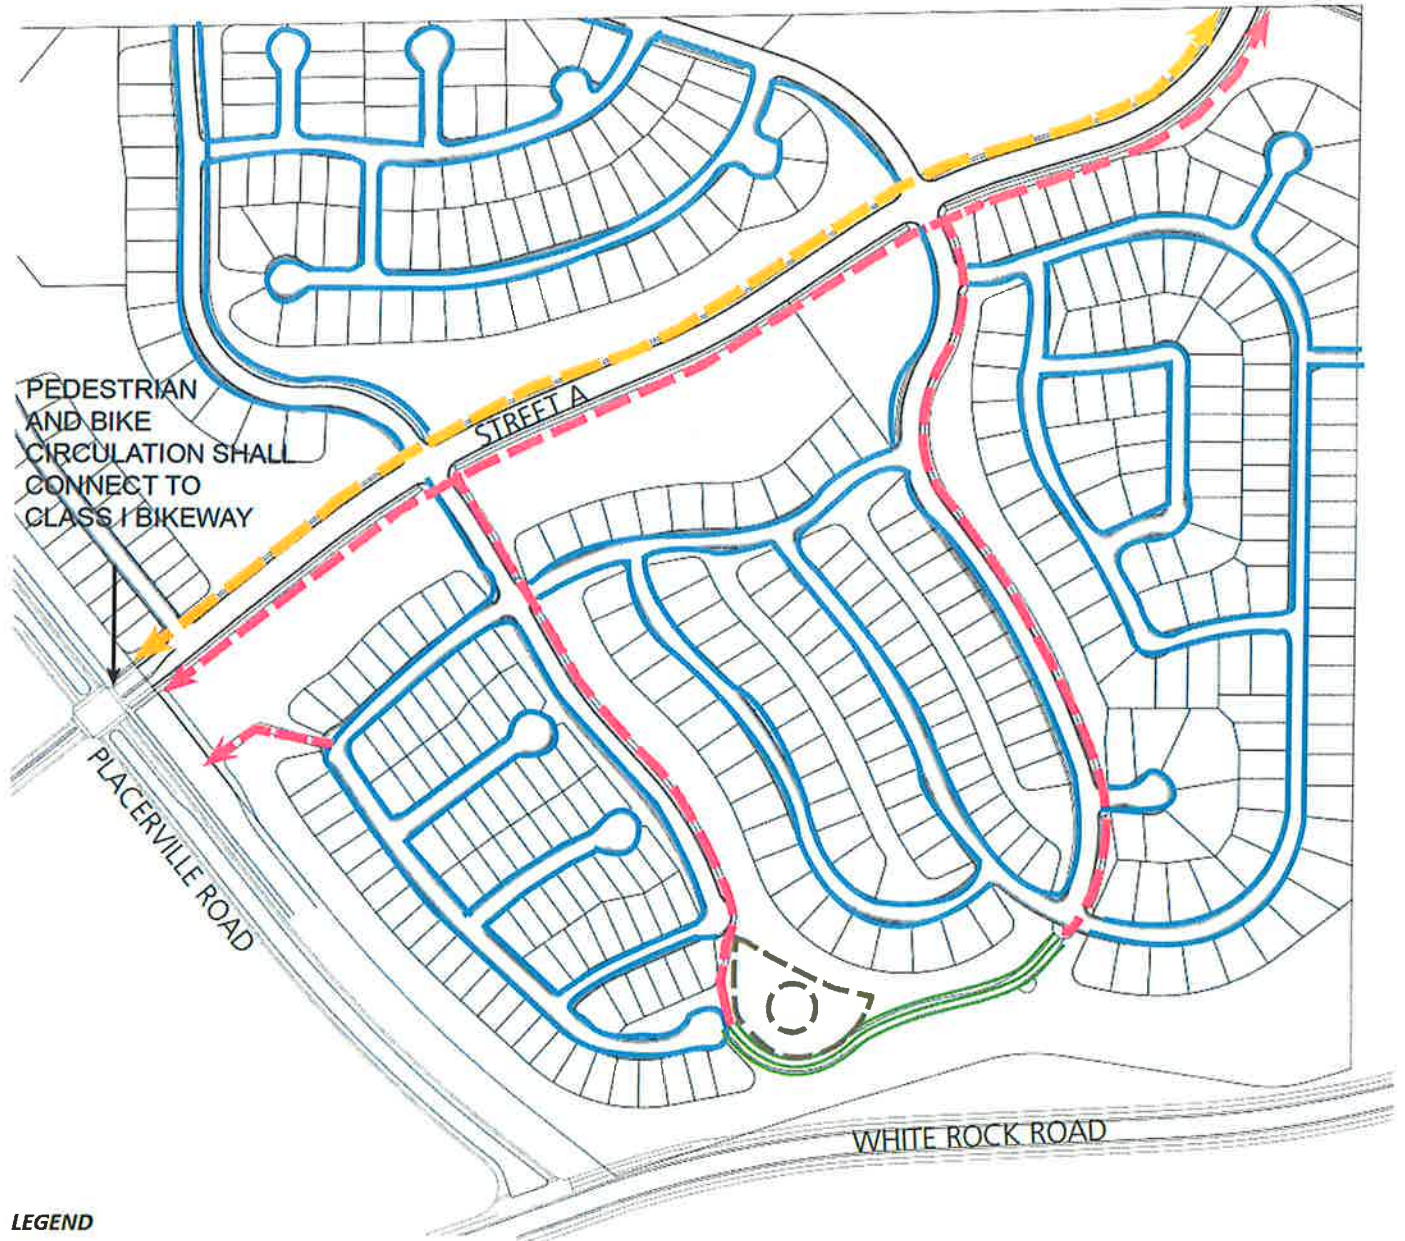 STREET A
PEDESTRIAN
AND BIKE
CIRCULATION SHALL
CONNECT TO
CLASS I BIKEWAY
PLACERVILLE ROAD
WHITE ROCK ROAD
LEGEND